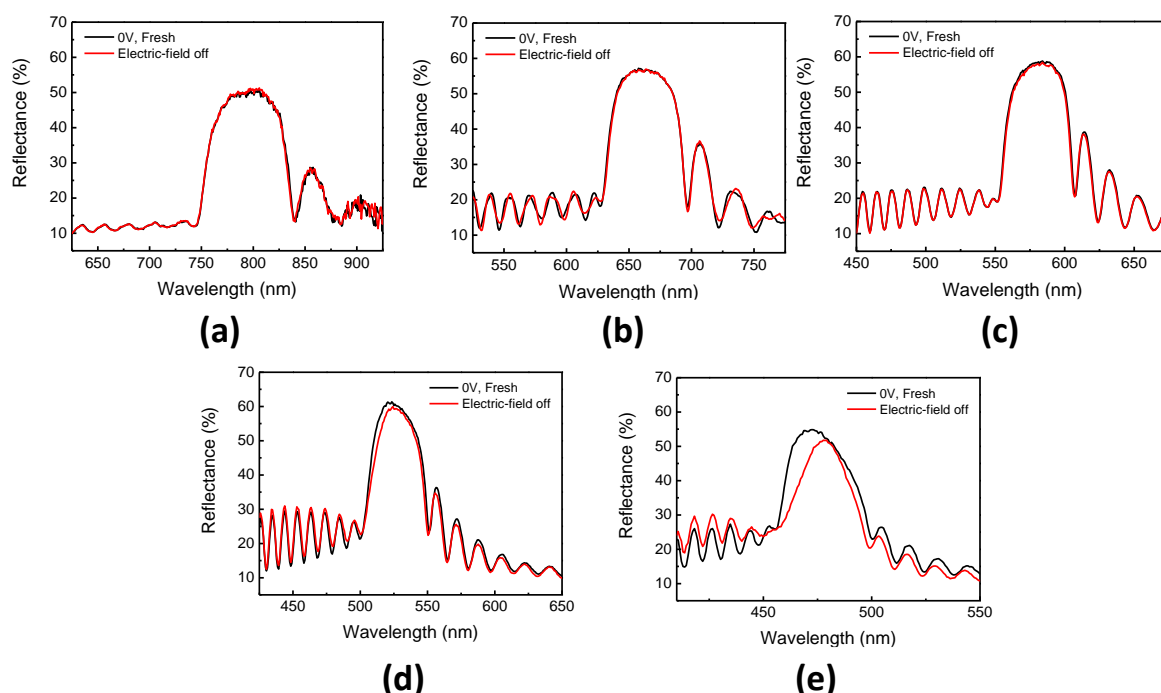 70
60
50
40
30
20
10
Reflectance (%)
0V, Fresh
Electric-field off
650 700 750 800 850 900
Wavelength (nm)
(a)
70
60
50
40
30
20
10
Reflectance (%)
0V, Fresh
Electric-field off
550 600 650 700 750
Wavelength (nm)
(b)
70
60
50
40
30
20
10
Reflectance (%)
0V, Fresh
Electric-field off
450 500 550 600 650
Wavelength (nm)
(c)
70
60
50
40
30
20
10
Reflectance (%)
0V, Fresh
Electric-field off
450 500 550 600 650
Wavelength (nm)
(d)
70
60
50
40
30
20
10
Reflectance (%)
0V, Fresh
Electric-field off
450 500 550
Wavelength (nm)
(e)